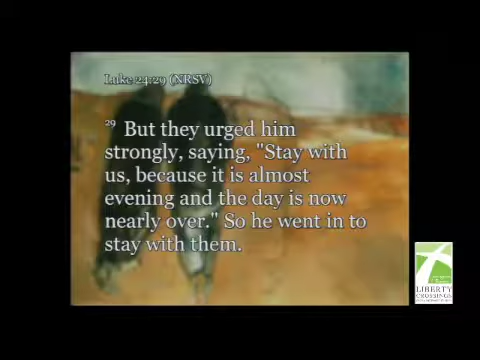 Luke 24:29 (NRSV)
29 But they urged him
strongly, saying, "Stay with
us, because it is almost
evening and the day is now
nearly over." So he went in to
stay with them.
LIBERTY
CROSSINGS